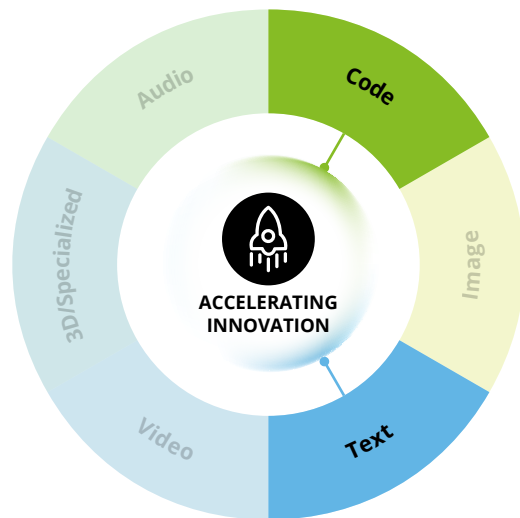 Audio
Code
3D/Specialized
Image
ACCELERATING
INNOVATION
Video
Text